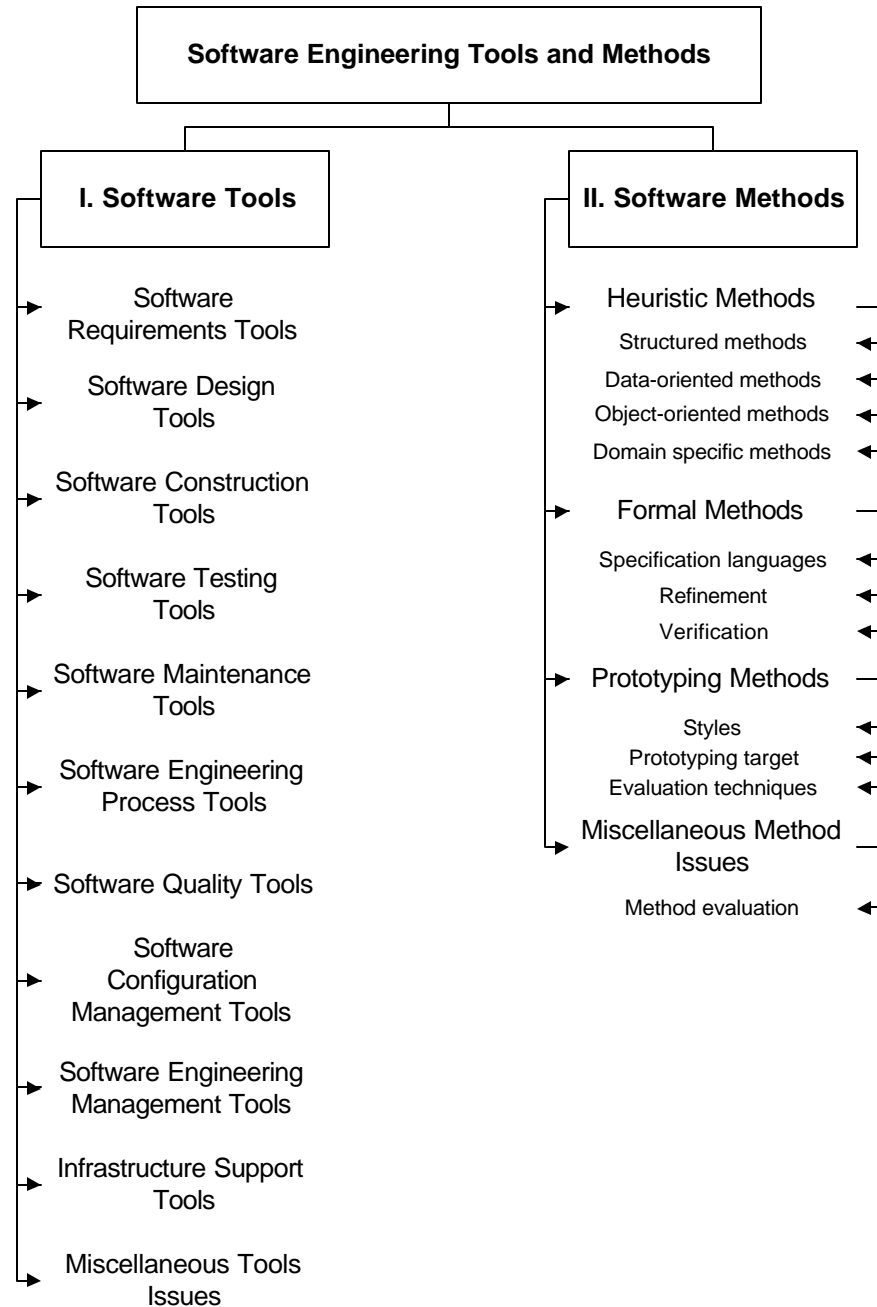 Software Engineering Tools and Methods
I. Software Tools
Software
Requirements Tools
Software Design
Tools
Software Construction
Tools
Software Testing
Tools
Software Maintenance
Tools
Software Engineering
Process Tools
Software Quality Tools
Software
Configuration
Management Tools
Software Engineering
Management Tools
Infrastructure Support
Tools
Miscellaneous Tools
Issues
II. Software Methods
Heuristic Methods
Structured methods
Data-oriented methods
Object-oriented methods
Domain specific methods
Formal Methods
Specification languages
Refinement
Verification
Prototyping Methods
Styles
Prototyping target
Evaluation techniques
Miscellaneous Method
Issues
Method evaluation